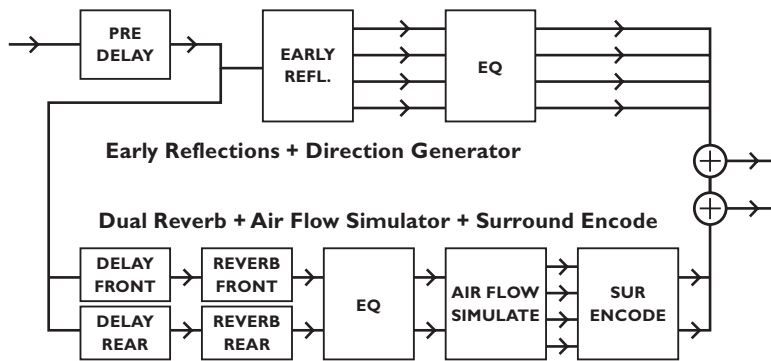 PRE
DELAY
EARLY
REFL.
EQ
Early Reflections + Direction Generator
Dual Reverb + Air Flow Simulator + Surround Encode
DELAY
FRONT
REVERB
FRONT
DELAY
REAR
REVERB
REAR
EQ
AIR FLOW
SIMULATE
SUR
ENCODE